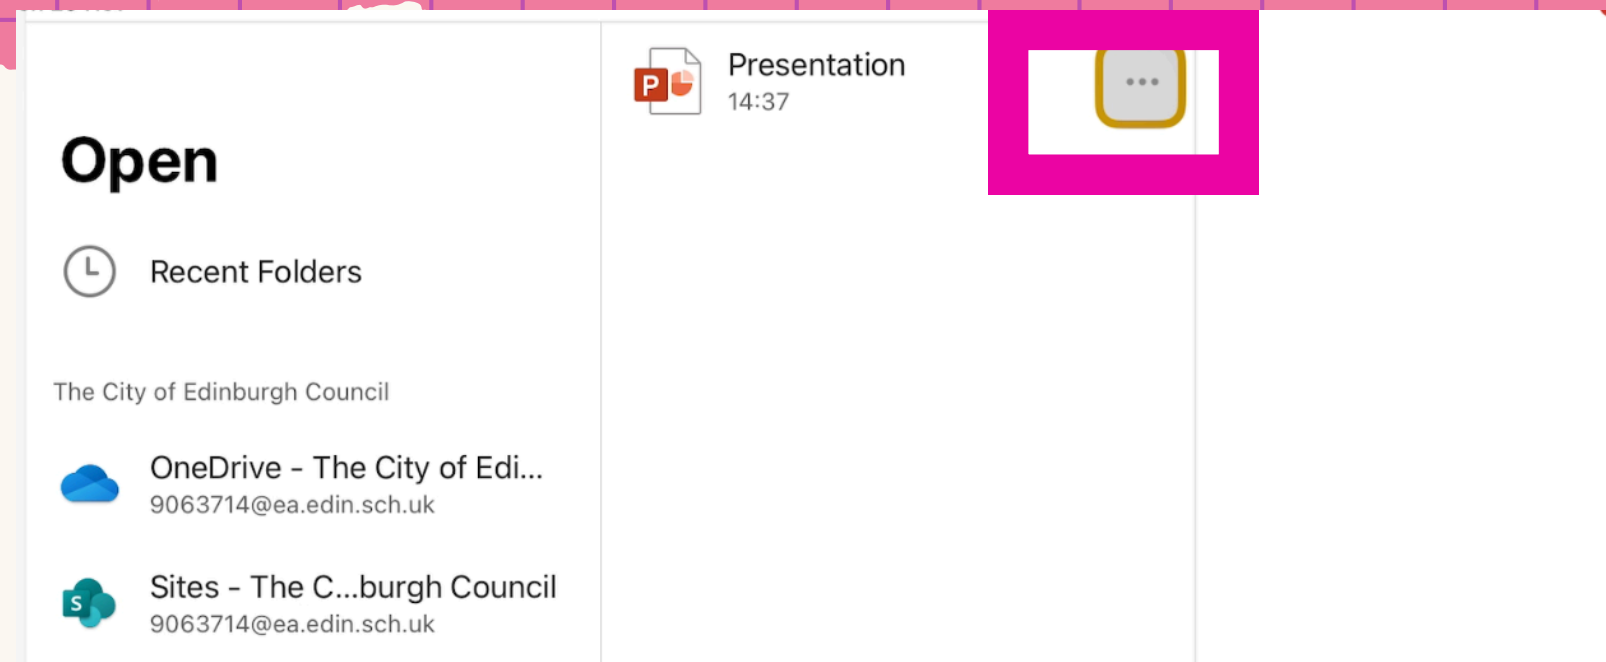 Presentation
14:37
Open
Recent Folders
The City of Edinburgh Council
OneDrive - The City of Edi...
9063714@ea.edin.sch.uk
Sites - The C...burgh Council
9063714@ea.edin.sch.uk